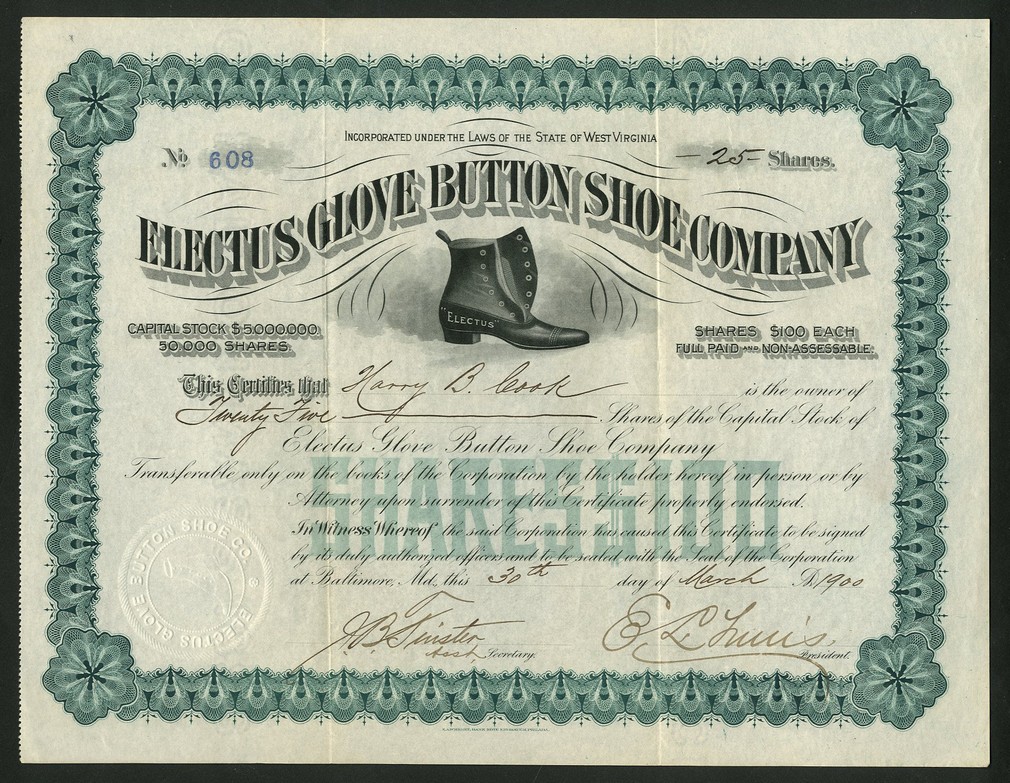 INCORPORATED UNDER THE LAWS OF THE STATE OF WEST VIRGINIA
No 608
- 25 - Shares.
ELECTUS GLOVE BUTTON SHOE COMPANY
"ELECTUS"
CAPITAL STOCK $5,000,000.
50,000 SHARES.
SHARES $100 EACH
FULL PAID AND NON-ASSESSABLE.
This Certifies that Harry B. Cook is the owner of
Twenty Five Shares of the Capital Stock of
Electus Glove Button Shoe Company
Transferable only on the books of the Corporation by the holder hereof in person or by
Attorney upon surrender of this Certificate properly endorsed.
SHARES $100
In Witness Whereof the said Corporation has caused this Certificate to be signed
by its duly authorized officers and to be sealed with the Seal of the Corporation
at Baltimore, Md., this 30th day of March A.D. 1900
ELECTUS GLOVE BUTTON SHOE CO.
J.B. Finster
Asst. Secretary.
E L
President.